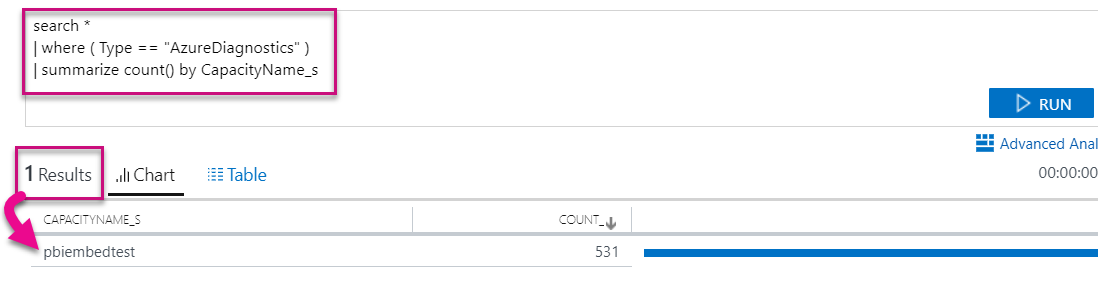 search *
| where ( Type == "AzureDiagnostics" )
| summarize count() by CapacityName_s
RUN
Advanced Anal
1 Results Chart Table 00:00:00
CAPACITYNAME_S COUNT_
pbiembedtest 531